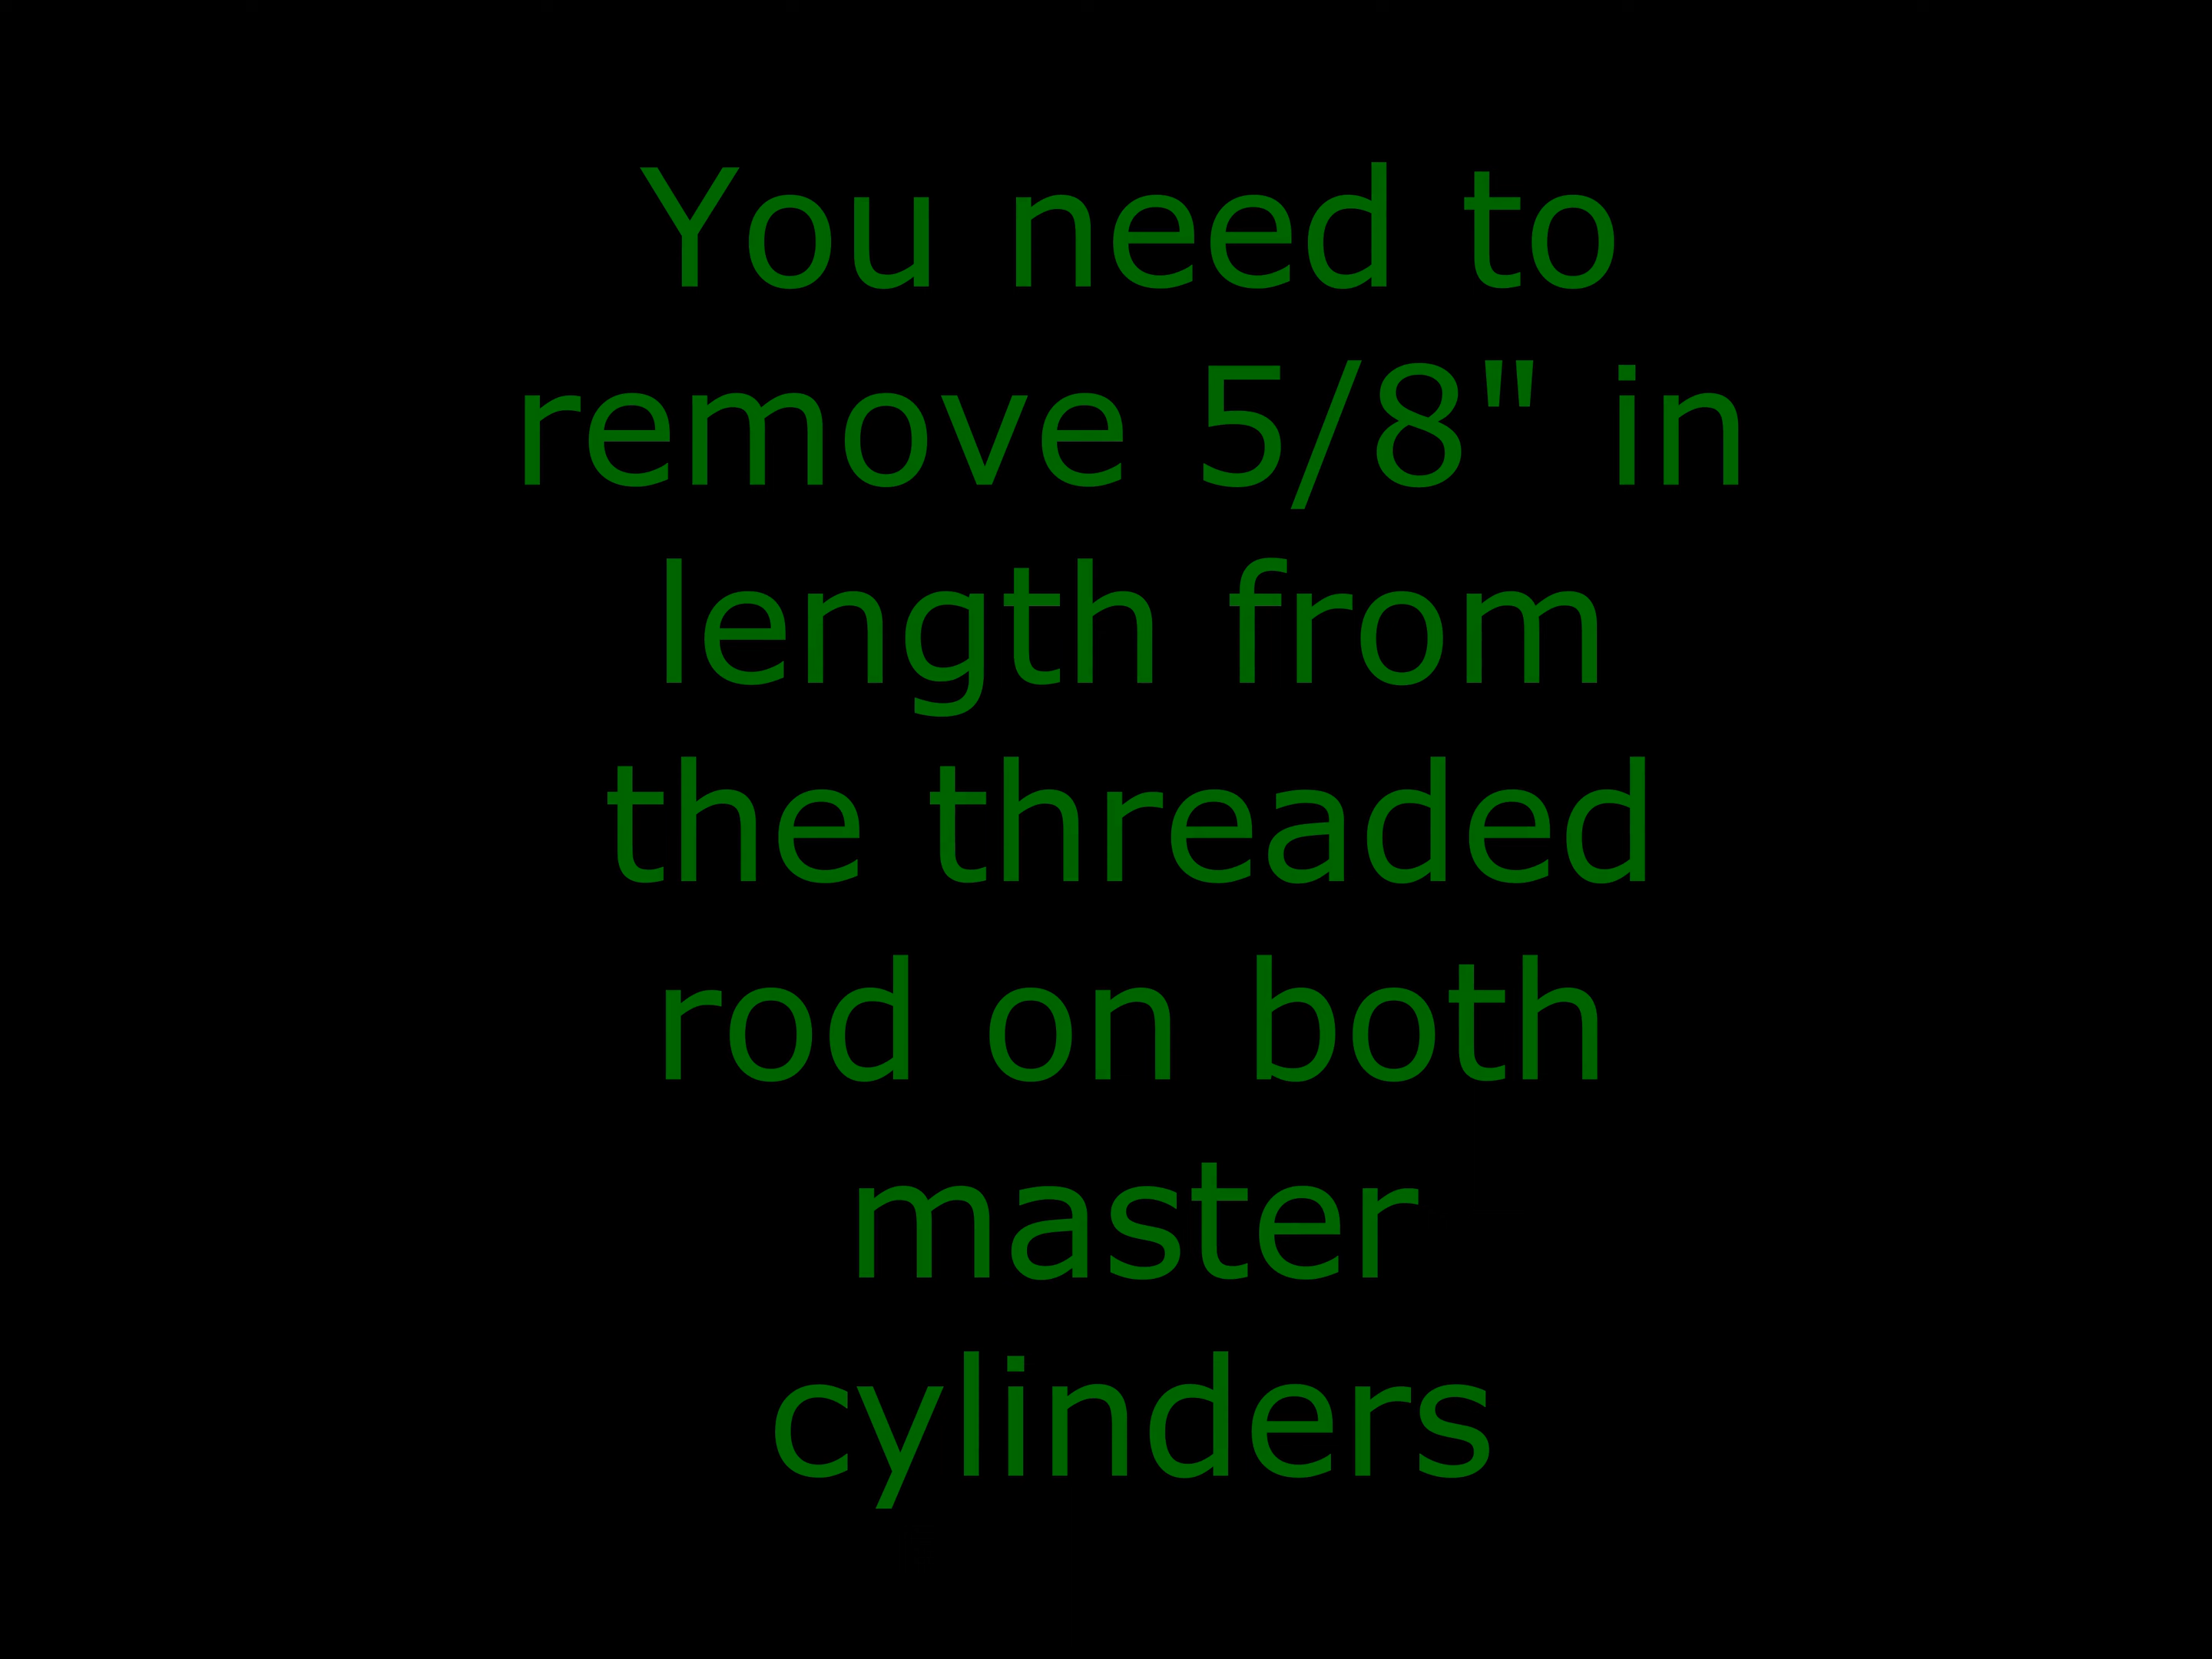 You need to
remove 5/8" in
length from
the threaded
rod on both
master
cylinders